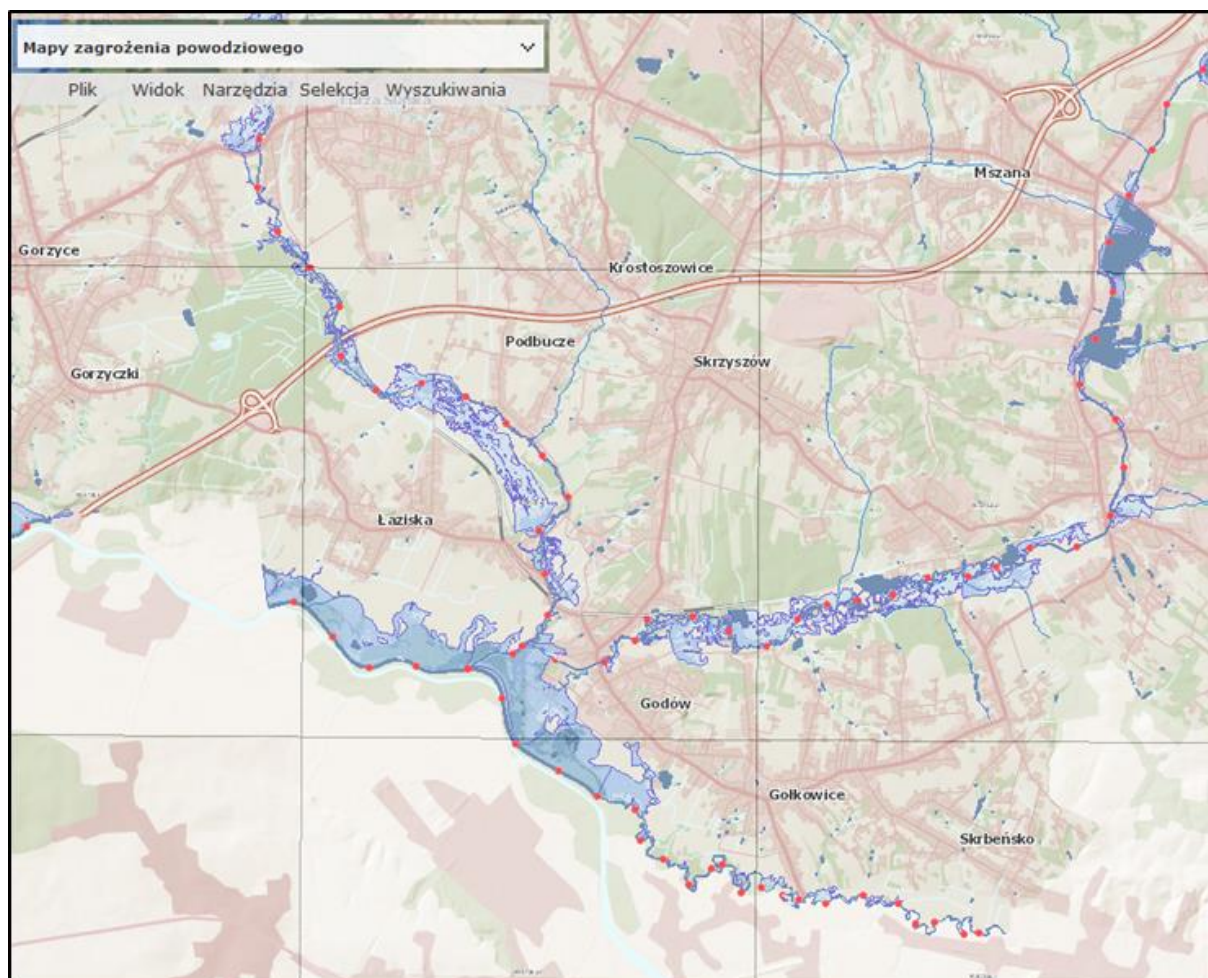 Mapy zagrożenia powodziowego
Plik Widok Narzędzia Selekcja Wyszukiwania
Mszana
Gorzyce
Krostoszowice
Podbucze
Skrzyszów
Gorzyczki
Łaziska
Godów
Gołkowice
Skrbeńsko